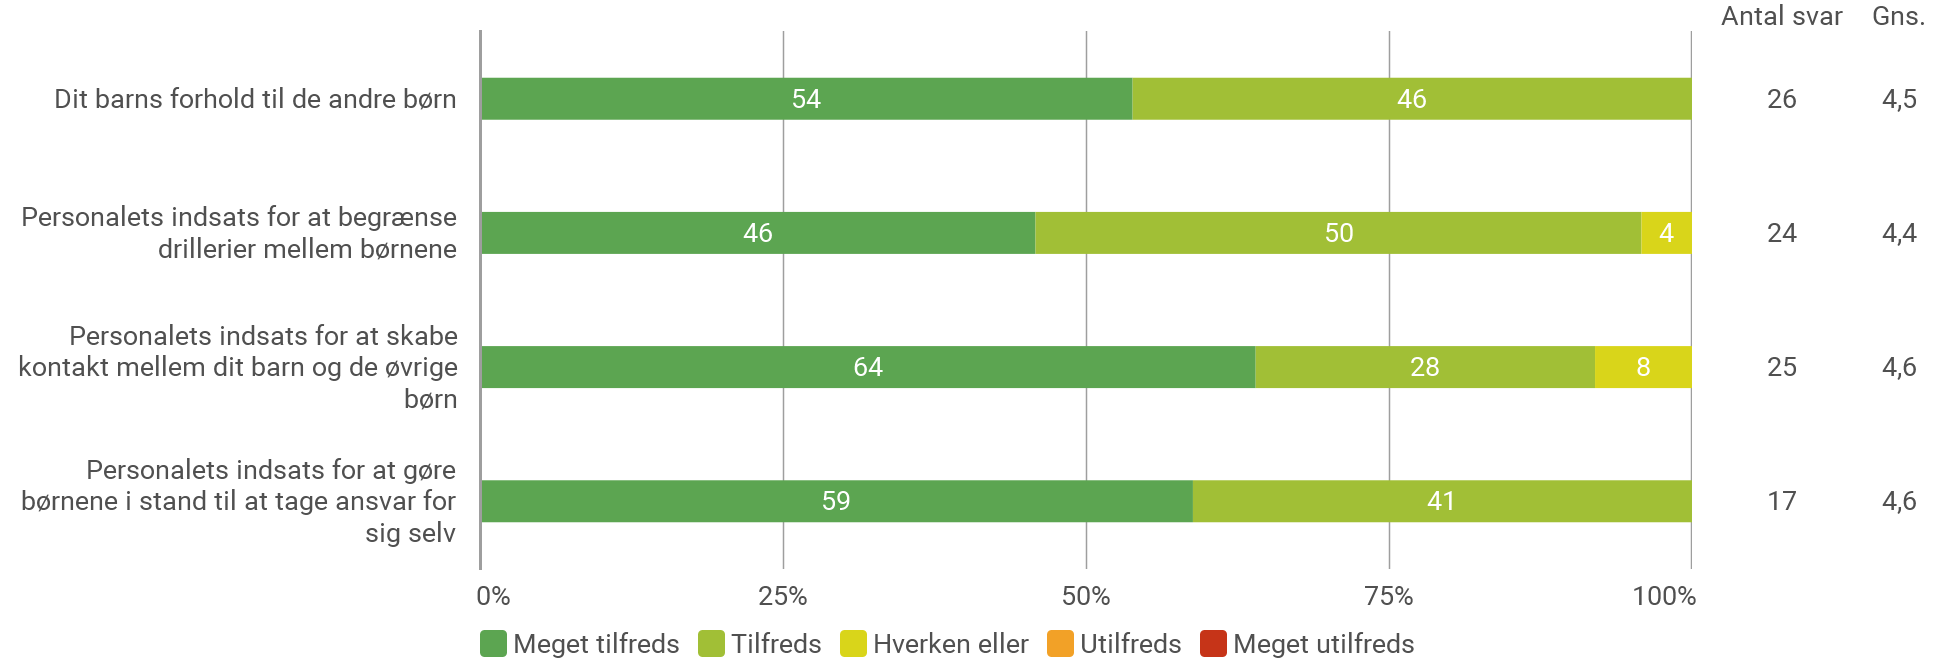 Antal svar Gns.
Dit barns forhold til de andre børn 54 46 26 4,5
Personalets indsats for at begrænse
drillerier mellem børnene
46 50 4 24 4,4
Personalets indsats for at skabe
kontakt mellem dit barn og de øvrige
børn
64 28 8 25 4,6
Personalets indsats for at gøre
børnene i stand til at tage ansvar for
sig selv
59 41 17 4,6
0% 25% 50% 75% 100%
Meget tilfreds Tilfreds Hverken eller Utilfreds Meget utilfreds